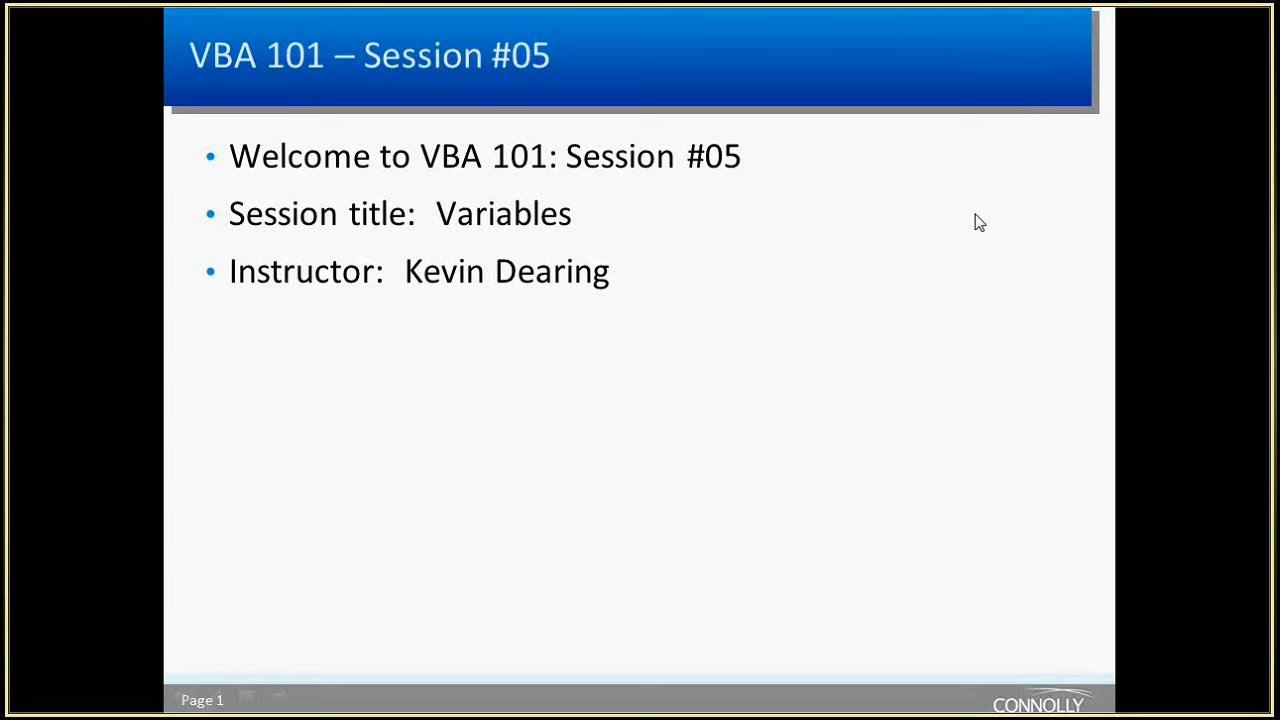 VBA 101 – Session #05
• Welcome to VBA 101: Session #05
• Session title:  Variables
• Instructor:  Kevin Dearing
Page 1
CONNOLLY